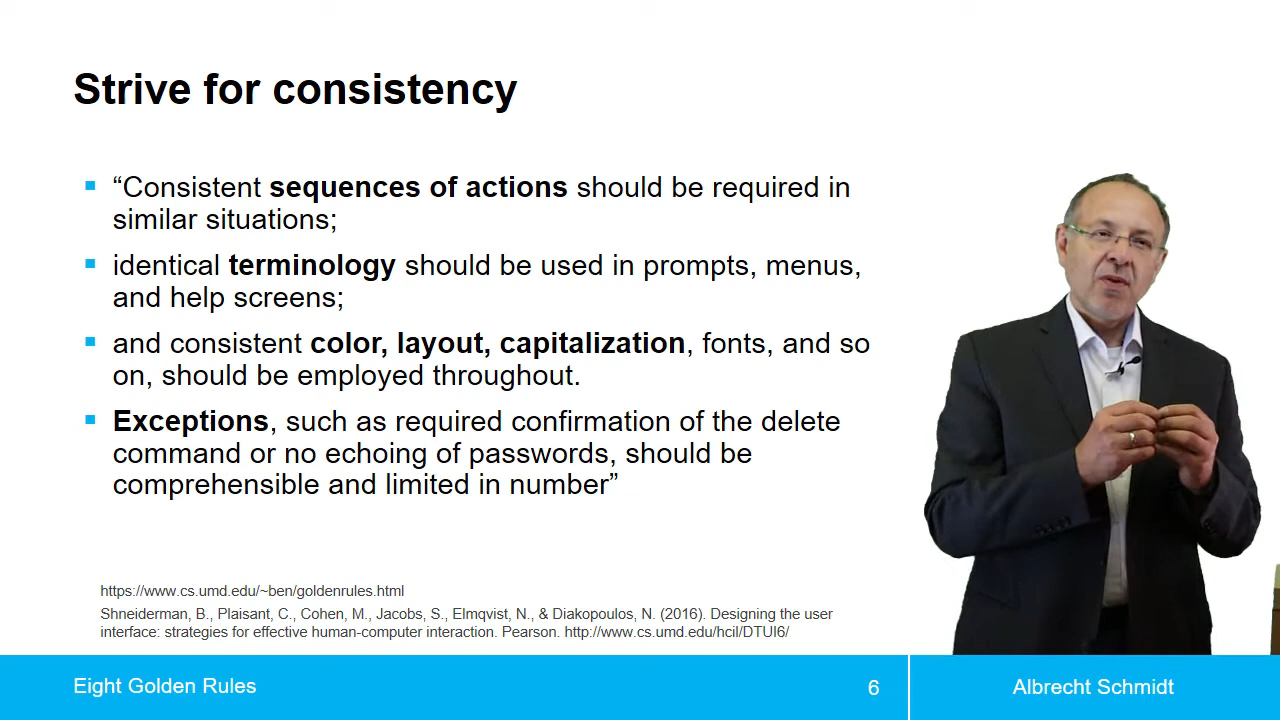 Strive for consistency
“Consistent sequences of actions should be required in
similar situations;
identical terminology should be used in prompts, menus,
and help screens;
and consistent color, layout, capitalization, fonts, and so
on, should be employed throughout.
Exceptions, such as required confirmation of the delete
command or no echoing of passwords, should be
comprehensible and limited in number”
https://www.cs.umd.edu/~ben/goldenrules.html
Shneiderman, B., Plaisant, C., Cohen, M., Jacobs, S., Elmqvist, N., & Diakopoulos, N. (2016). Designing the user
interface: strategies for effective human-computer interaction. Pearson. http://www.cs.umd.edu/hcil/DTUI6/
Eight Golden Rules
6
Albrecht Schmidt